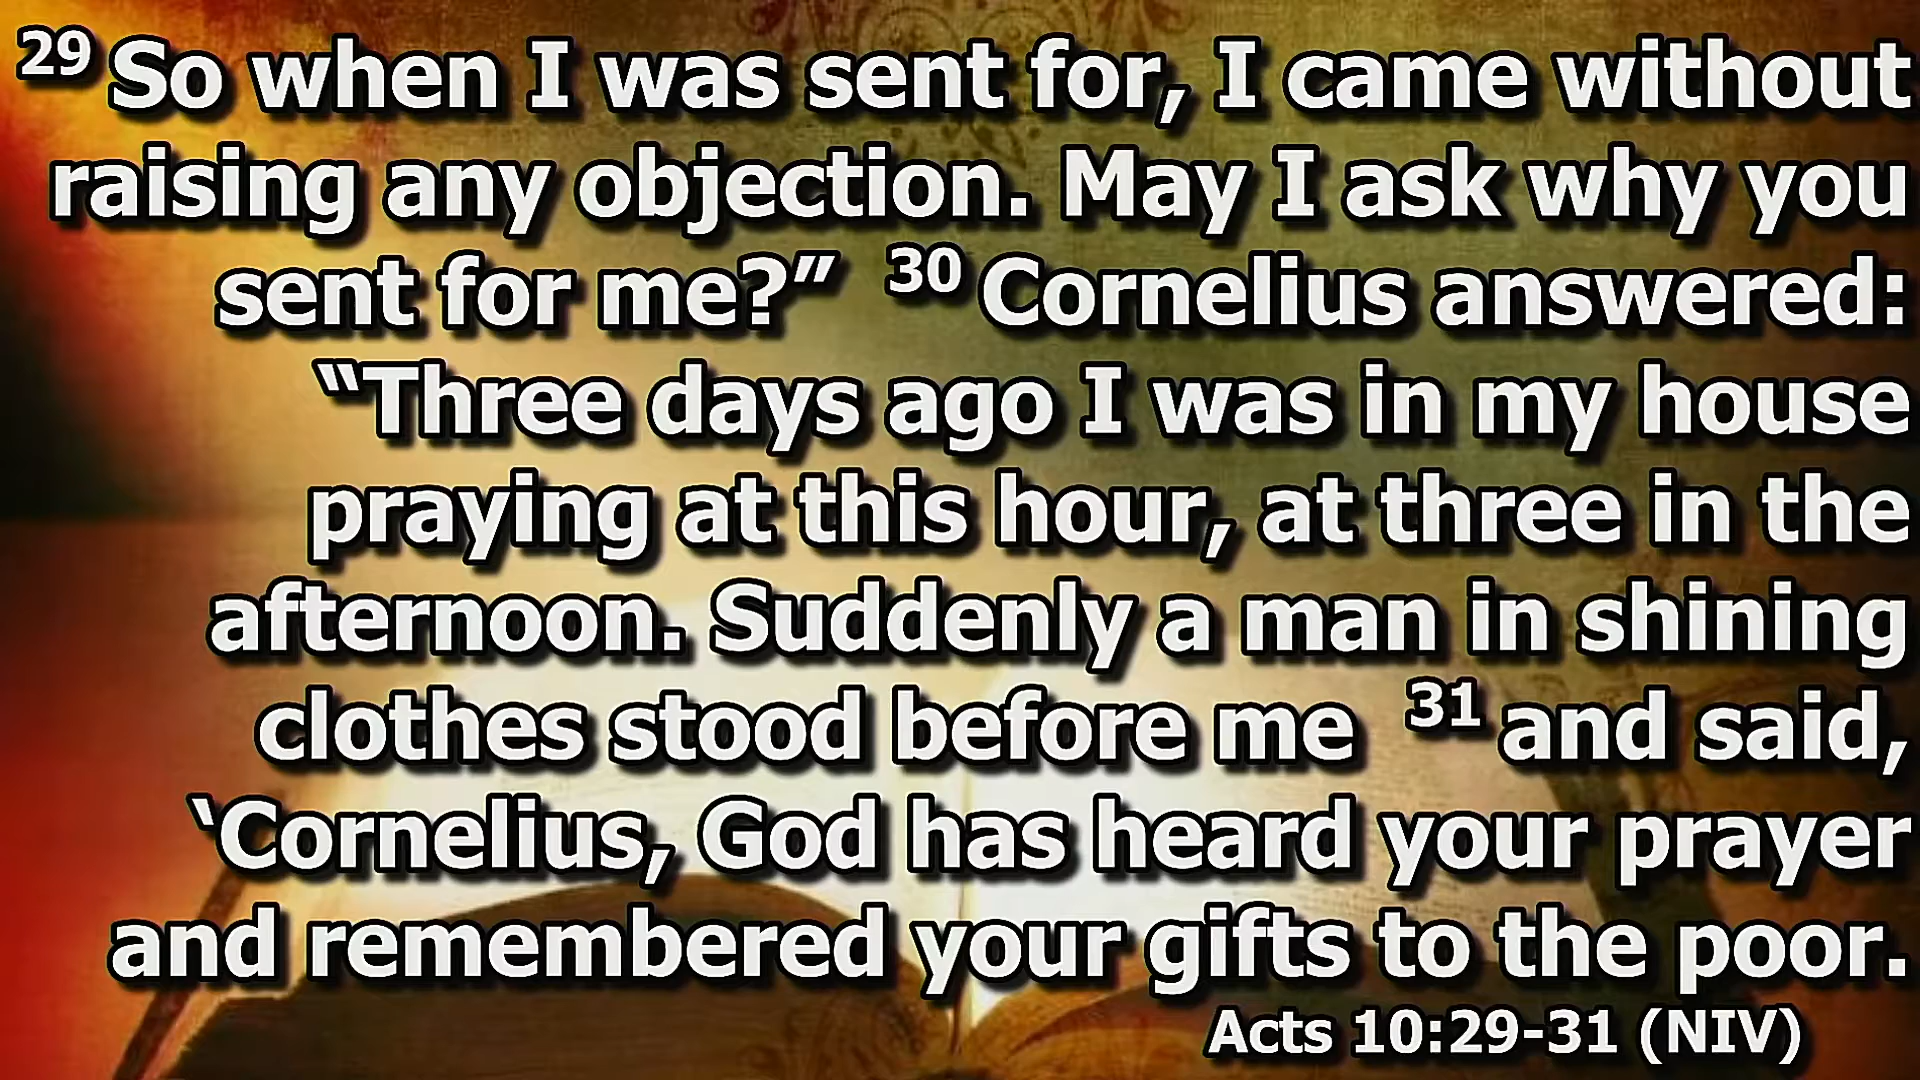 29 So when I was sent for, I came without
raising any objection. May I ask why you
sent for me?” 30 Cornelius answered:
“Three days ago I was in my house
praying at this hour, at three in the
afternoon. Suddenly a man in shining
clothes stood before me 31 and said,
‘Cornelius, God has heard your prayer
and remembered your gifts to the poor.
Acts 10:29-31 (NIV)